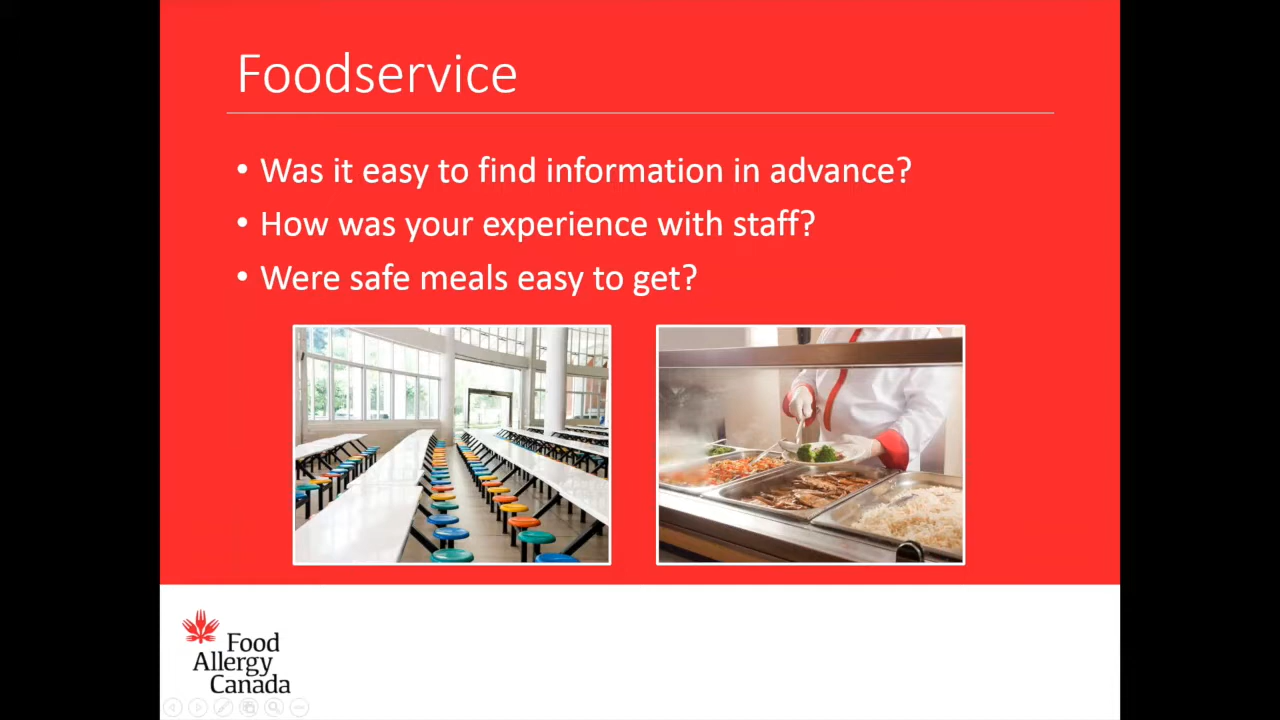 Foodservice
• Was it easy to find information in advance?
• How was your experience with staff?
• Were safe meals easy to get?
Food
Allergy
Canada